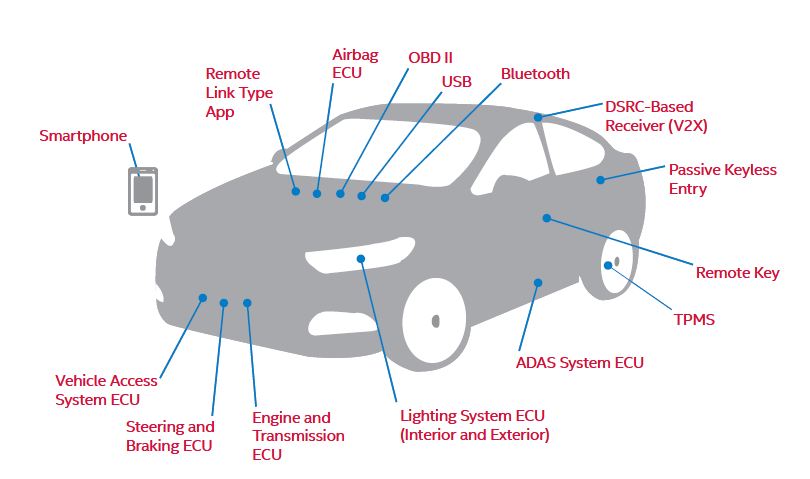 Airbag
ECU
OBD II
Remote
Link Type
App
USB
Bluetooth
DSRC-Based
Receiver (V2X)
Smartphone
Passive Keyless
Entry
Remote Key
TPMS
ADAS System ECU
Vehicle Access
System ECU
Steering and
Braking ECU
Engine and
Transmission
ECU
Lighting System ECU
(Interior and Exterior)